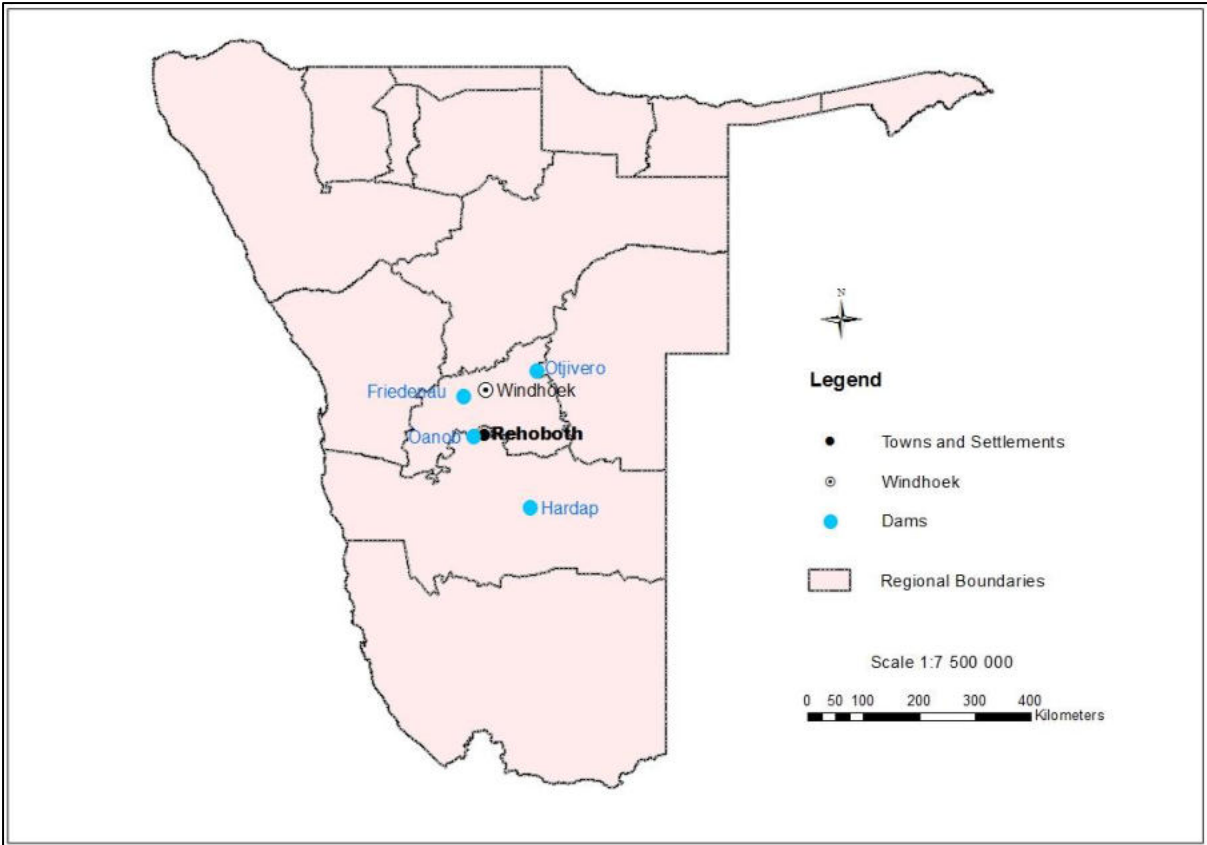 Otjivero
Friedenau
Windhoek
Oanob
Rehoboth
Hardap
N
Legend
Towns and Settlements
Windhoek
Dams
Regional Boundaries
Scale 1:7 500 000
0 50 100 200 300 400
Kilometers